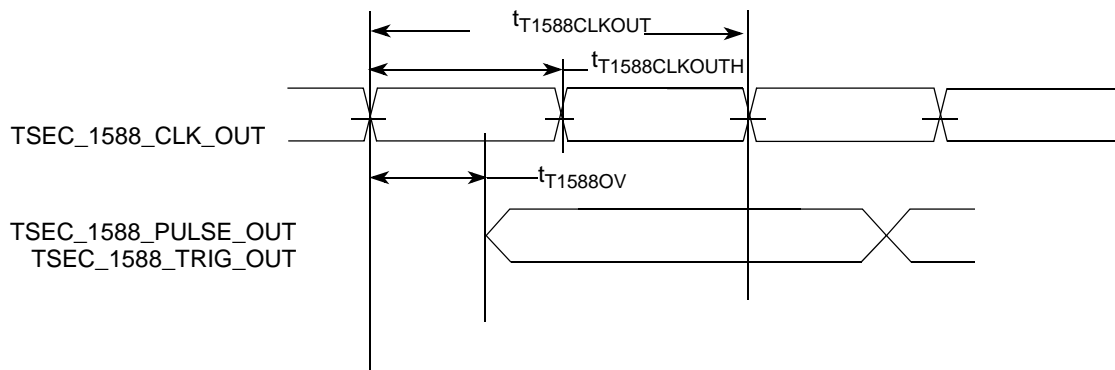 tT1588CLKOUT
tT1588CLKOUTH
TSEC_1588_CLK_OUT
tT1588OV
TSEC_1588_PULSE_OUT
TSEC_1588_TRIG_OUT